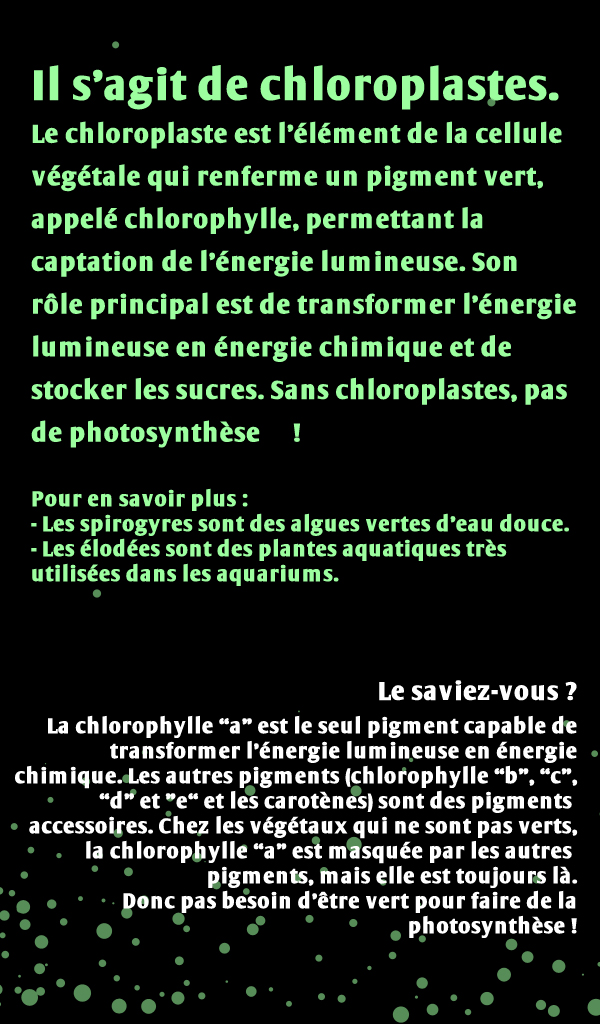 Il s’agit de chloroplastes.
Le chloroplaste est l’élément de la cellule
végétale qui renferme un pigment vert,
appelé chlorophylle, permettant la
captation de l’énergie lumineuse. Son
rôle principal est de transformer l’énergie
lumineuse en énergie chimique et de
stocker les sucres. Sans chloroplastes, pas
de photosynthèse !
Pour en savoir plus :
- Les spirogyres sont des algues vertes d’eau douce.
- Les élodées sont des plantes aquatiques très
utilisées dans les aquariums.
Le saviez-vous ?
La chlorophylle “a” est le seul pigment capable de
transformer l’énergie lumineuse en énergie
chimique. Les autres pigments (chlorophylle “b”, “c”,
“d” et ”e“ et les carotènes) sont des pigments
accessoires. Chez les végétaux qui ne sont pas verts,
la chlorophylle “a” est masquée par les autres
pigments, mais elle est toujours là.
Donc pas besoin d’être vert pour faire de la
photosynthèse !